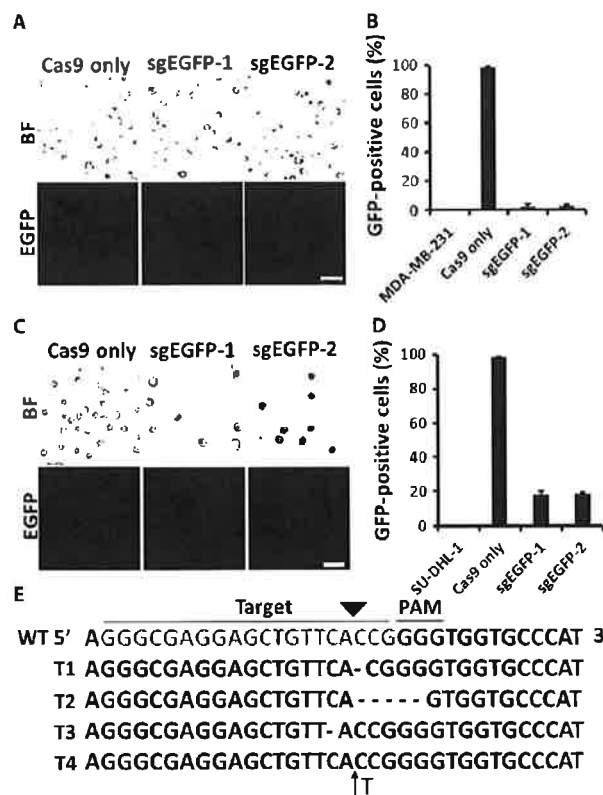 A
Cas9 only sgEGFP-1 sgEGFP-2
BF
EGFP
B
GFP-positive cells (%)
100
80
60
40
20
0
MDA-MB-231
Cas9 only
sgEGFP-1
sgEGFP-2
C
Cas9 only sgEGFP-1 sgEGFP-2
BF
EGFP
D
GFP-positive cells (%)
100
80
60
40
20
0
SU-DHL-1
Cas9 only
sgEGFP-1
sgEGFP-2
E
Target PAM
WT 5' AGGGCGAGGAGCTGTTCACCGGGGTGGTGCCCAT 3
T1 AGGGCGAGGAGCTGTTCA-CGGGGTGGTGCCCAT
T2 AGGGCGAGGAGCTGTTCA------GTGGTGCCCAT
T3 AGGGCGAGGAGCTGTT-ACCGGGGTGGTGCCCAT
T4 AGGGCGAGGAGCTGTTCACCGGGGTGGTGCCCAT
↑T